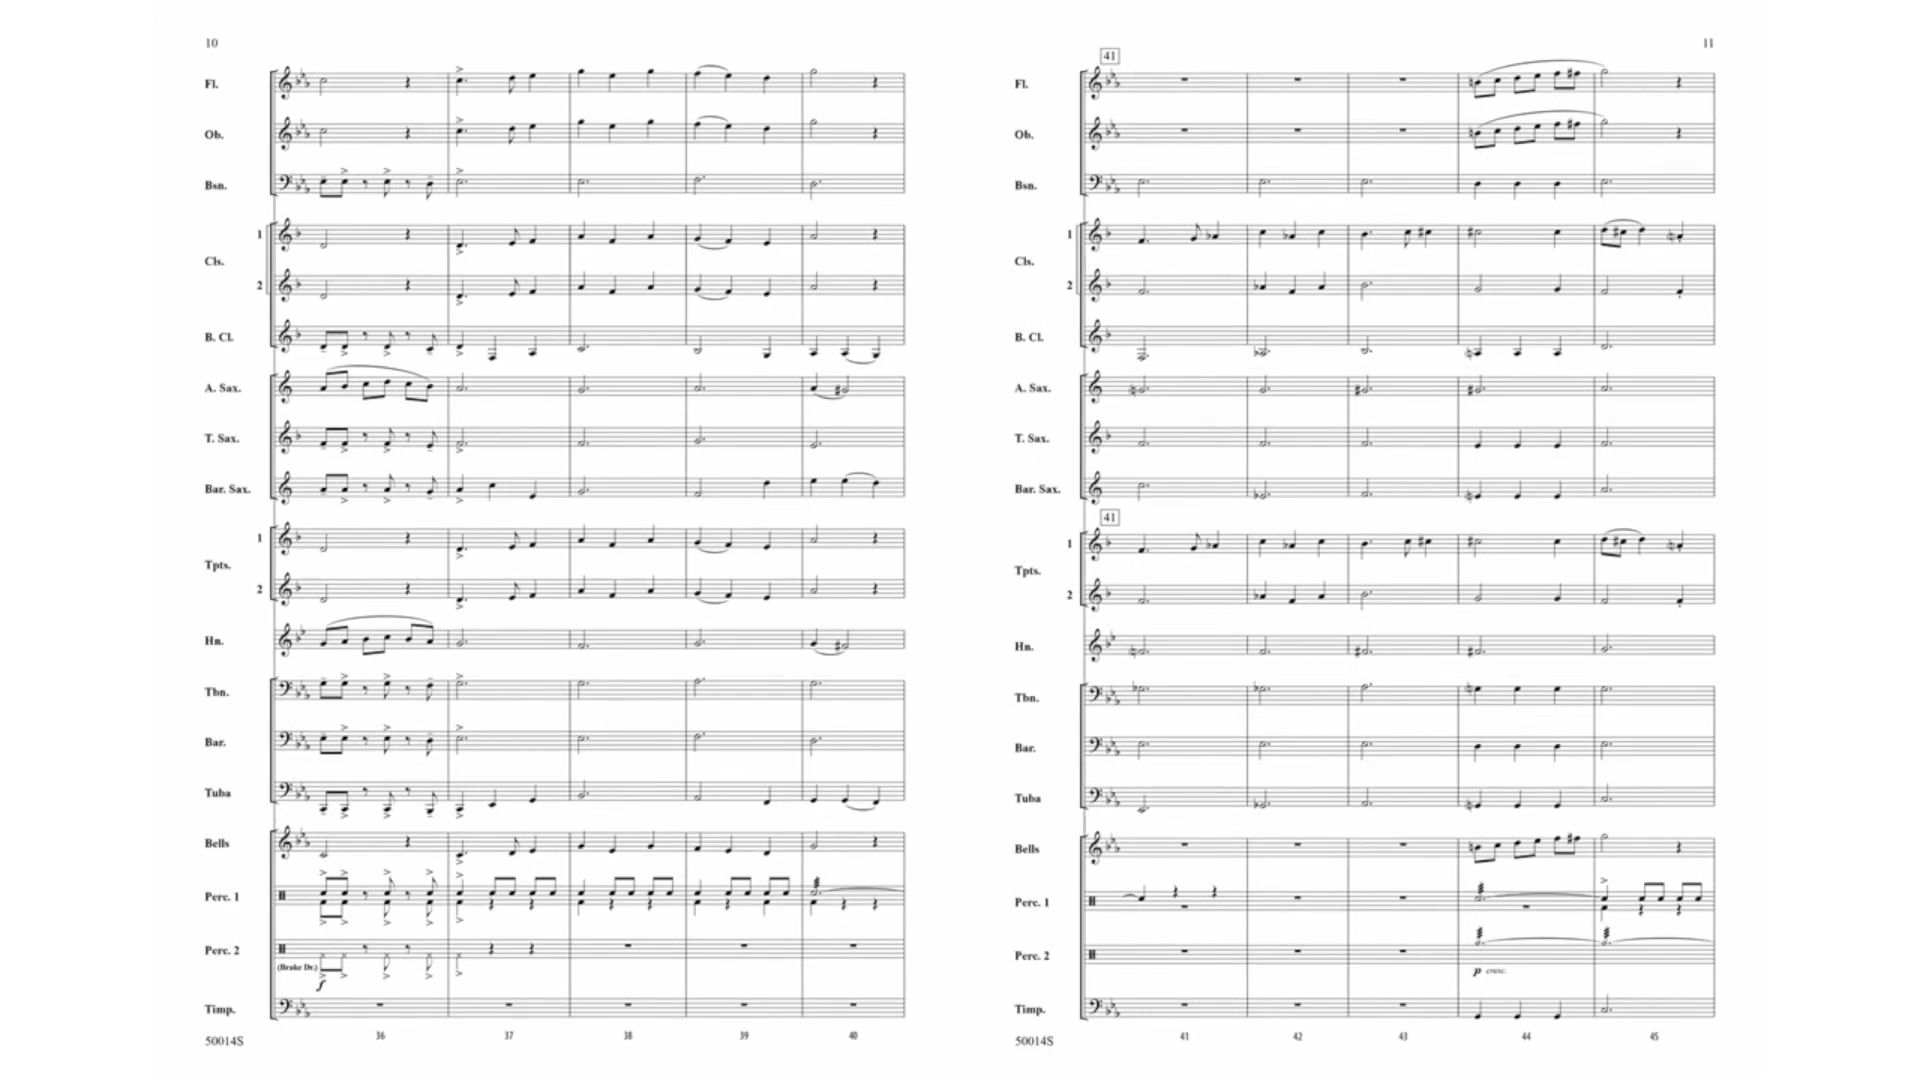 10
Fl.
Ob.
Bsn.
1
Cls.
2
B. Cl.
A. Sax.
T. Sax.
Bar. Sax.
1
Tpts.
2
Hn.
Tbn.
Bar.
Tuba
Bells
Perc. 1
Perc. 2
(Brake Dr.)
f
Timp.
50014S
36 37 38 39 40
11
41
Fl.
Ob.
Bsn.
1
Cls.
2
B. Cl.
A. Sax.
T. Sax.
Bar. Sax.
41
1
Tpts.
2
Hn.
Tbn.
Bar.
Tuba
Bells
Perc. 1
Perc. 2
p cresc.
Timp.
50014S
41 42 43 44 45